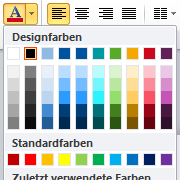 A
Designfarben
Standardfarben
Zuletzt verwendete Farben